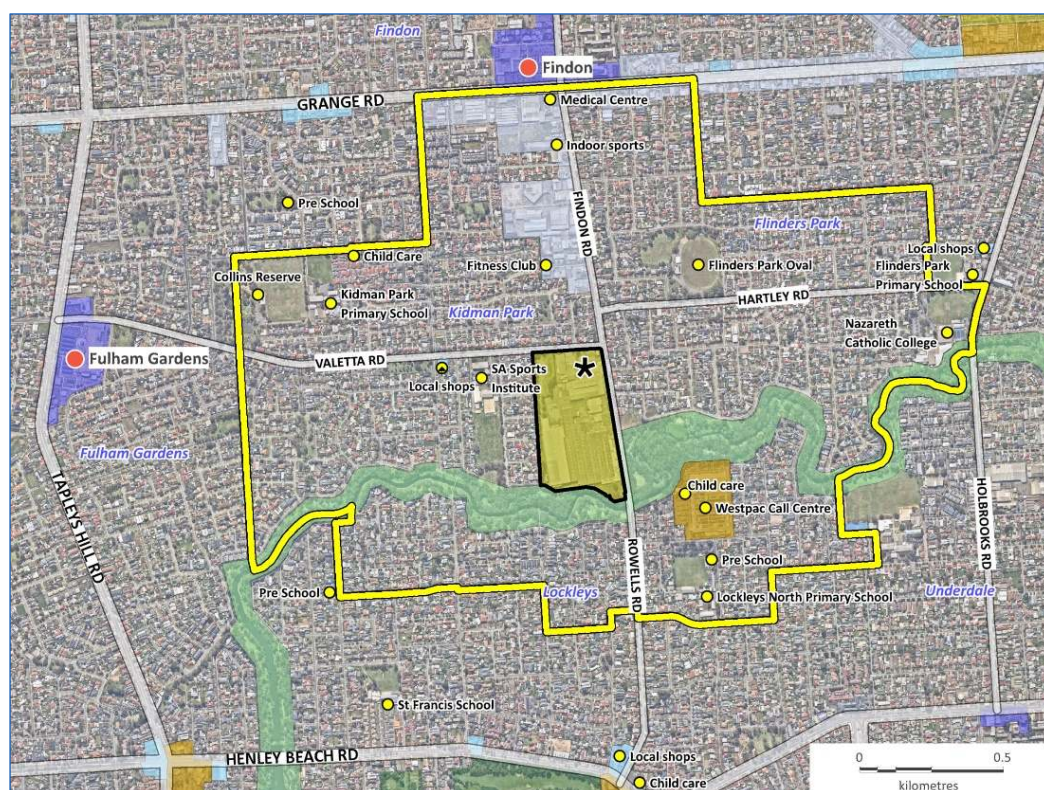 Findon
Findon
GRANGE RD
Medical Centre
Indoor sports
Pre School
FINDON RD
Flinders Park
Child Care
Fitness Club
Flinders Park Oval
Local shops
Flinders Park
Primary School
Collins Reserve
Kidman Park
Primary School
Kidman Park
HARTLEY RD
Nazareth
Catholic College
Fulham Gardens
VALETTA RD
Local shops
SA Sports
Institute
*
Fulham Gardens
TAPLEYS HILL RD
Child care
Westpac Call Centre
HOLBROOKS RD
ROWELLS RD
Pre School
Pre School
Lockleys
Lockleys North Primary School
Underdale
St Francis School
HENLEY BEACH RD
Local shops
Child care
0 0.5
kilometres